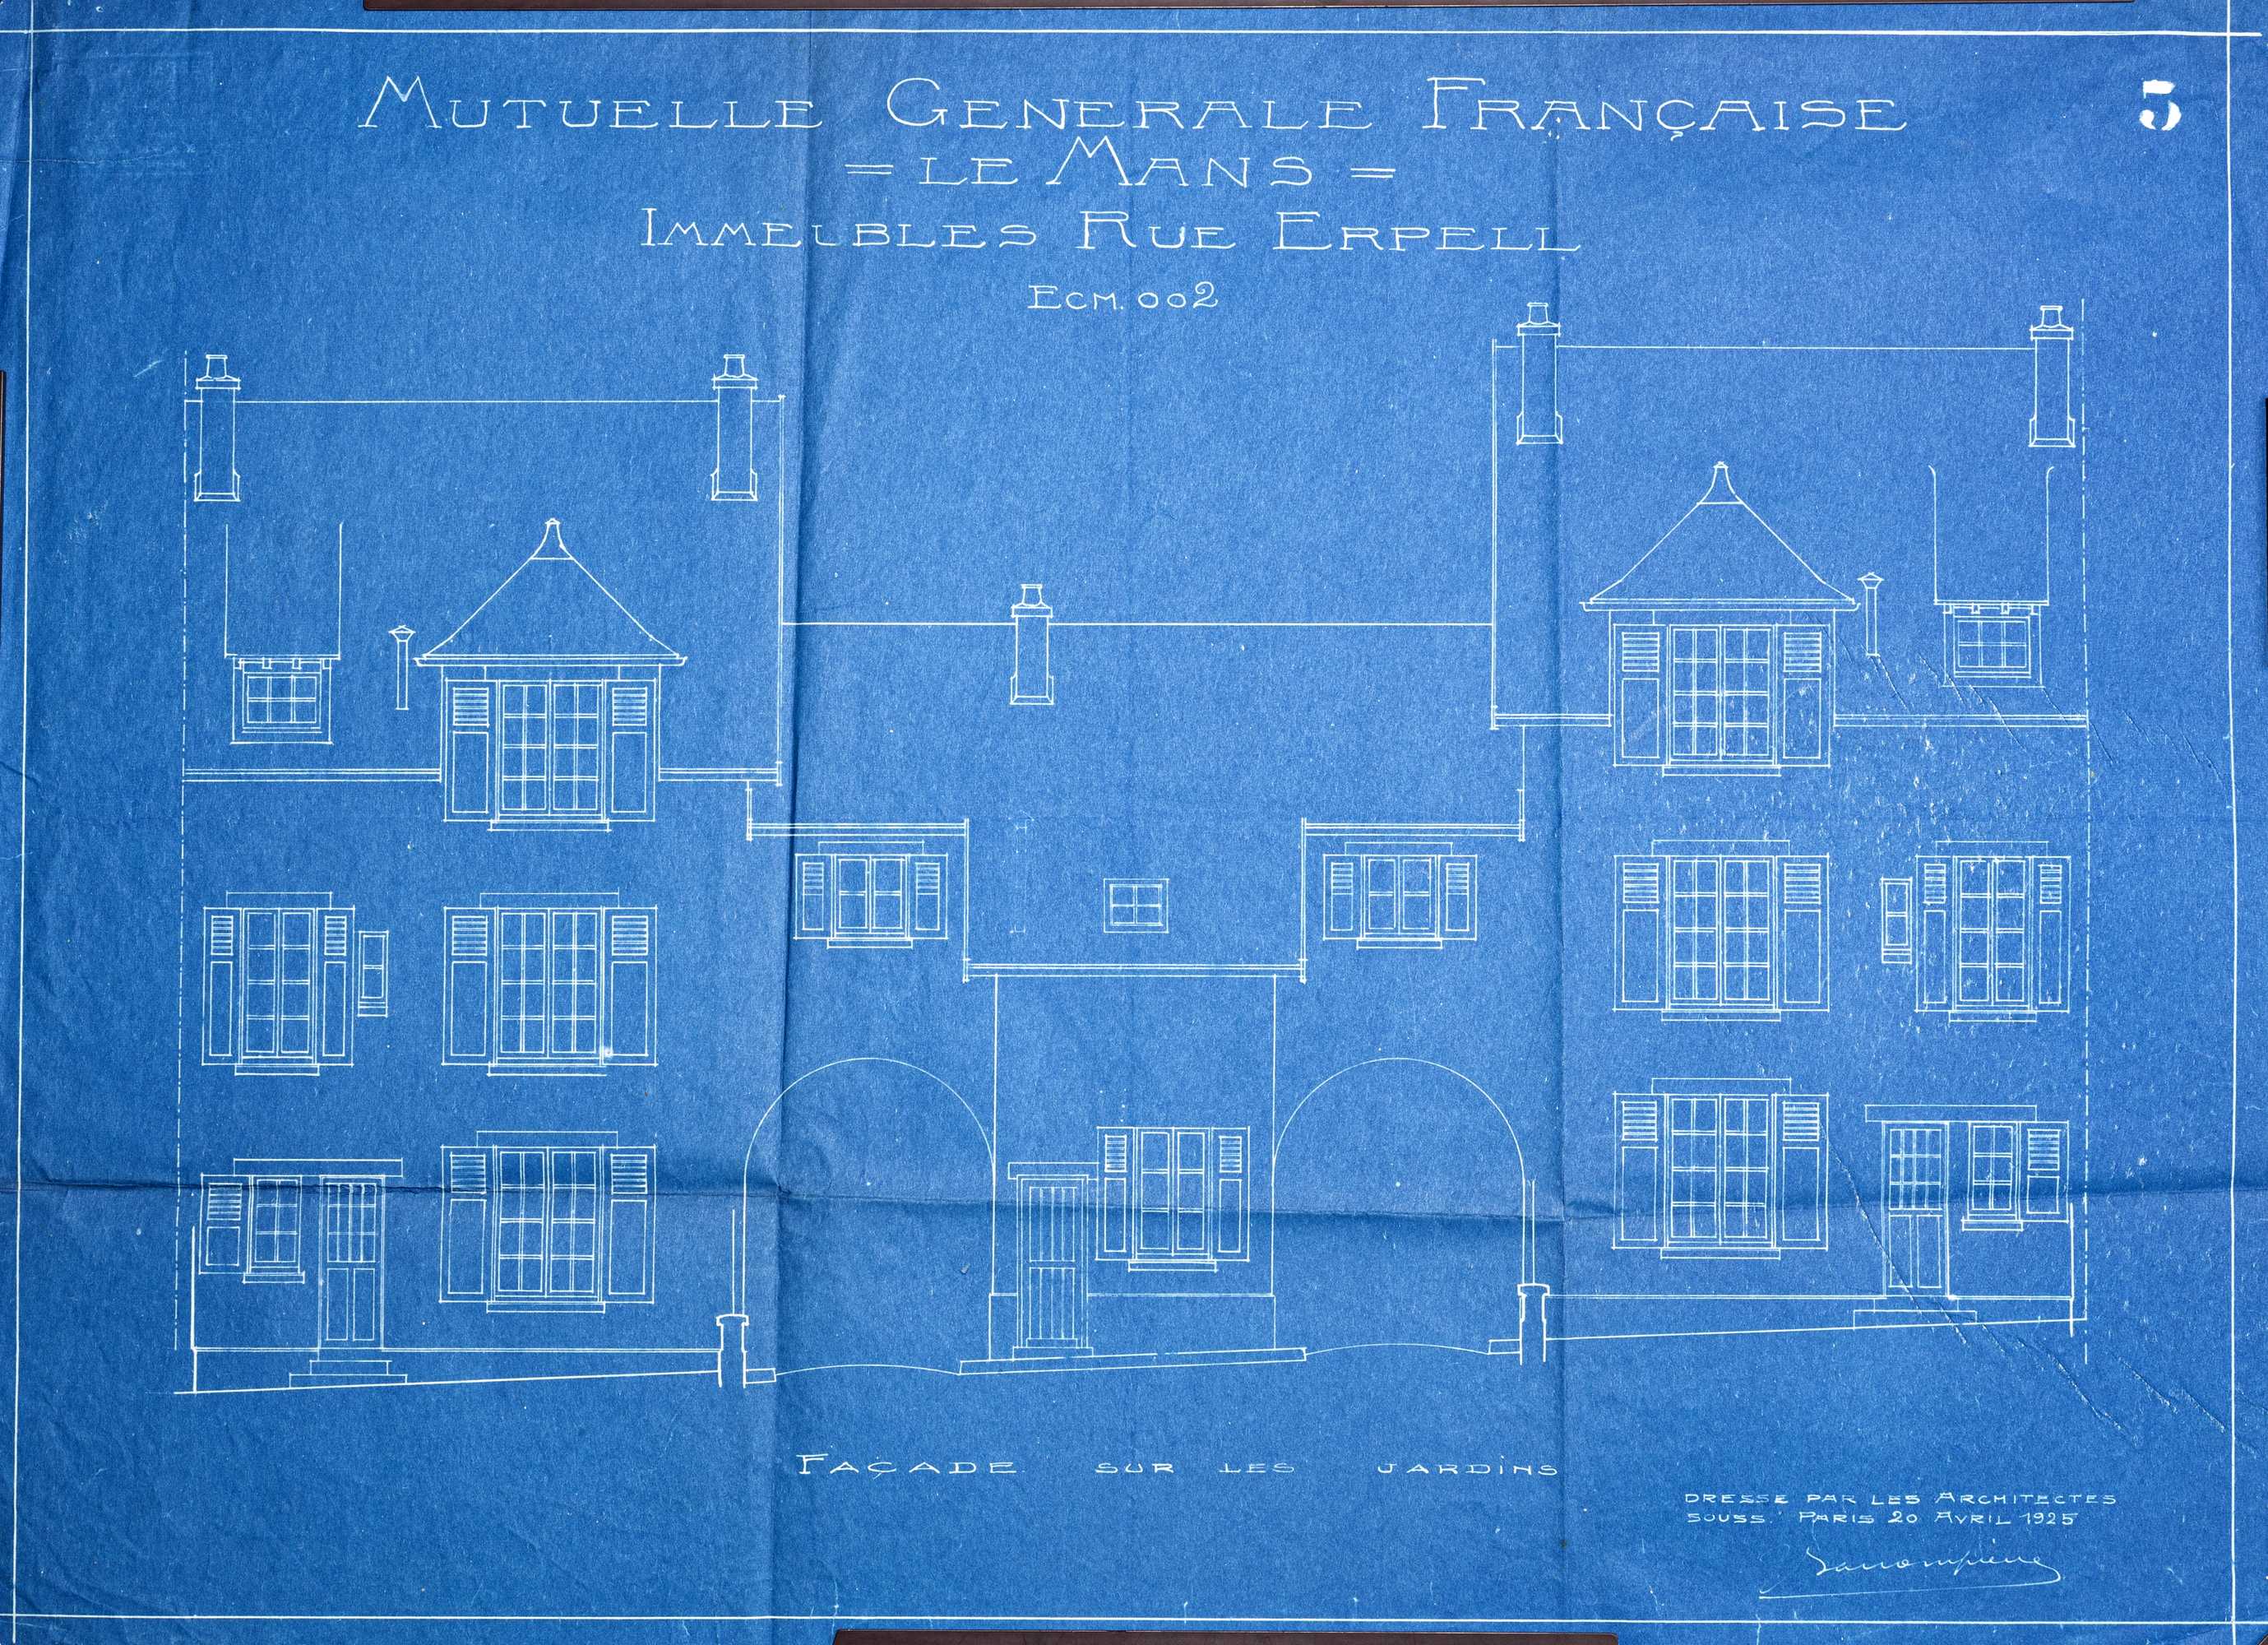 MUTUELLE GENERALE FRANÇAISE
5
= LE MANS =
IMMEUBLES RUE ERPELL
ECM. 002
FAÇADE SUR LES JARDINS
DRESSE PAR LES ARCHITECTES
SOUSS. PARIS 20 AVRIL 1925